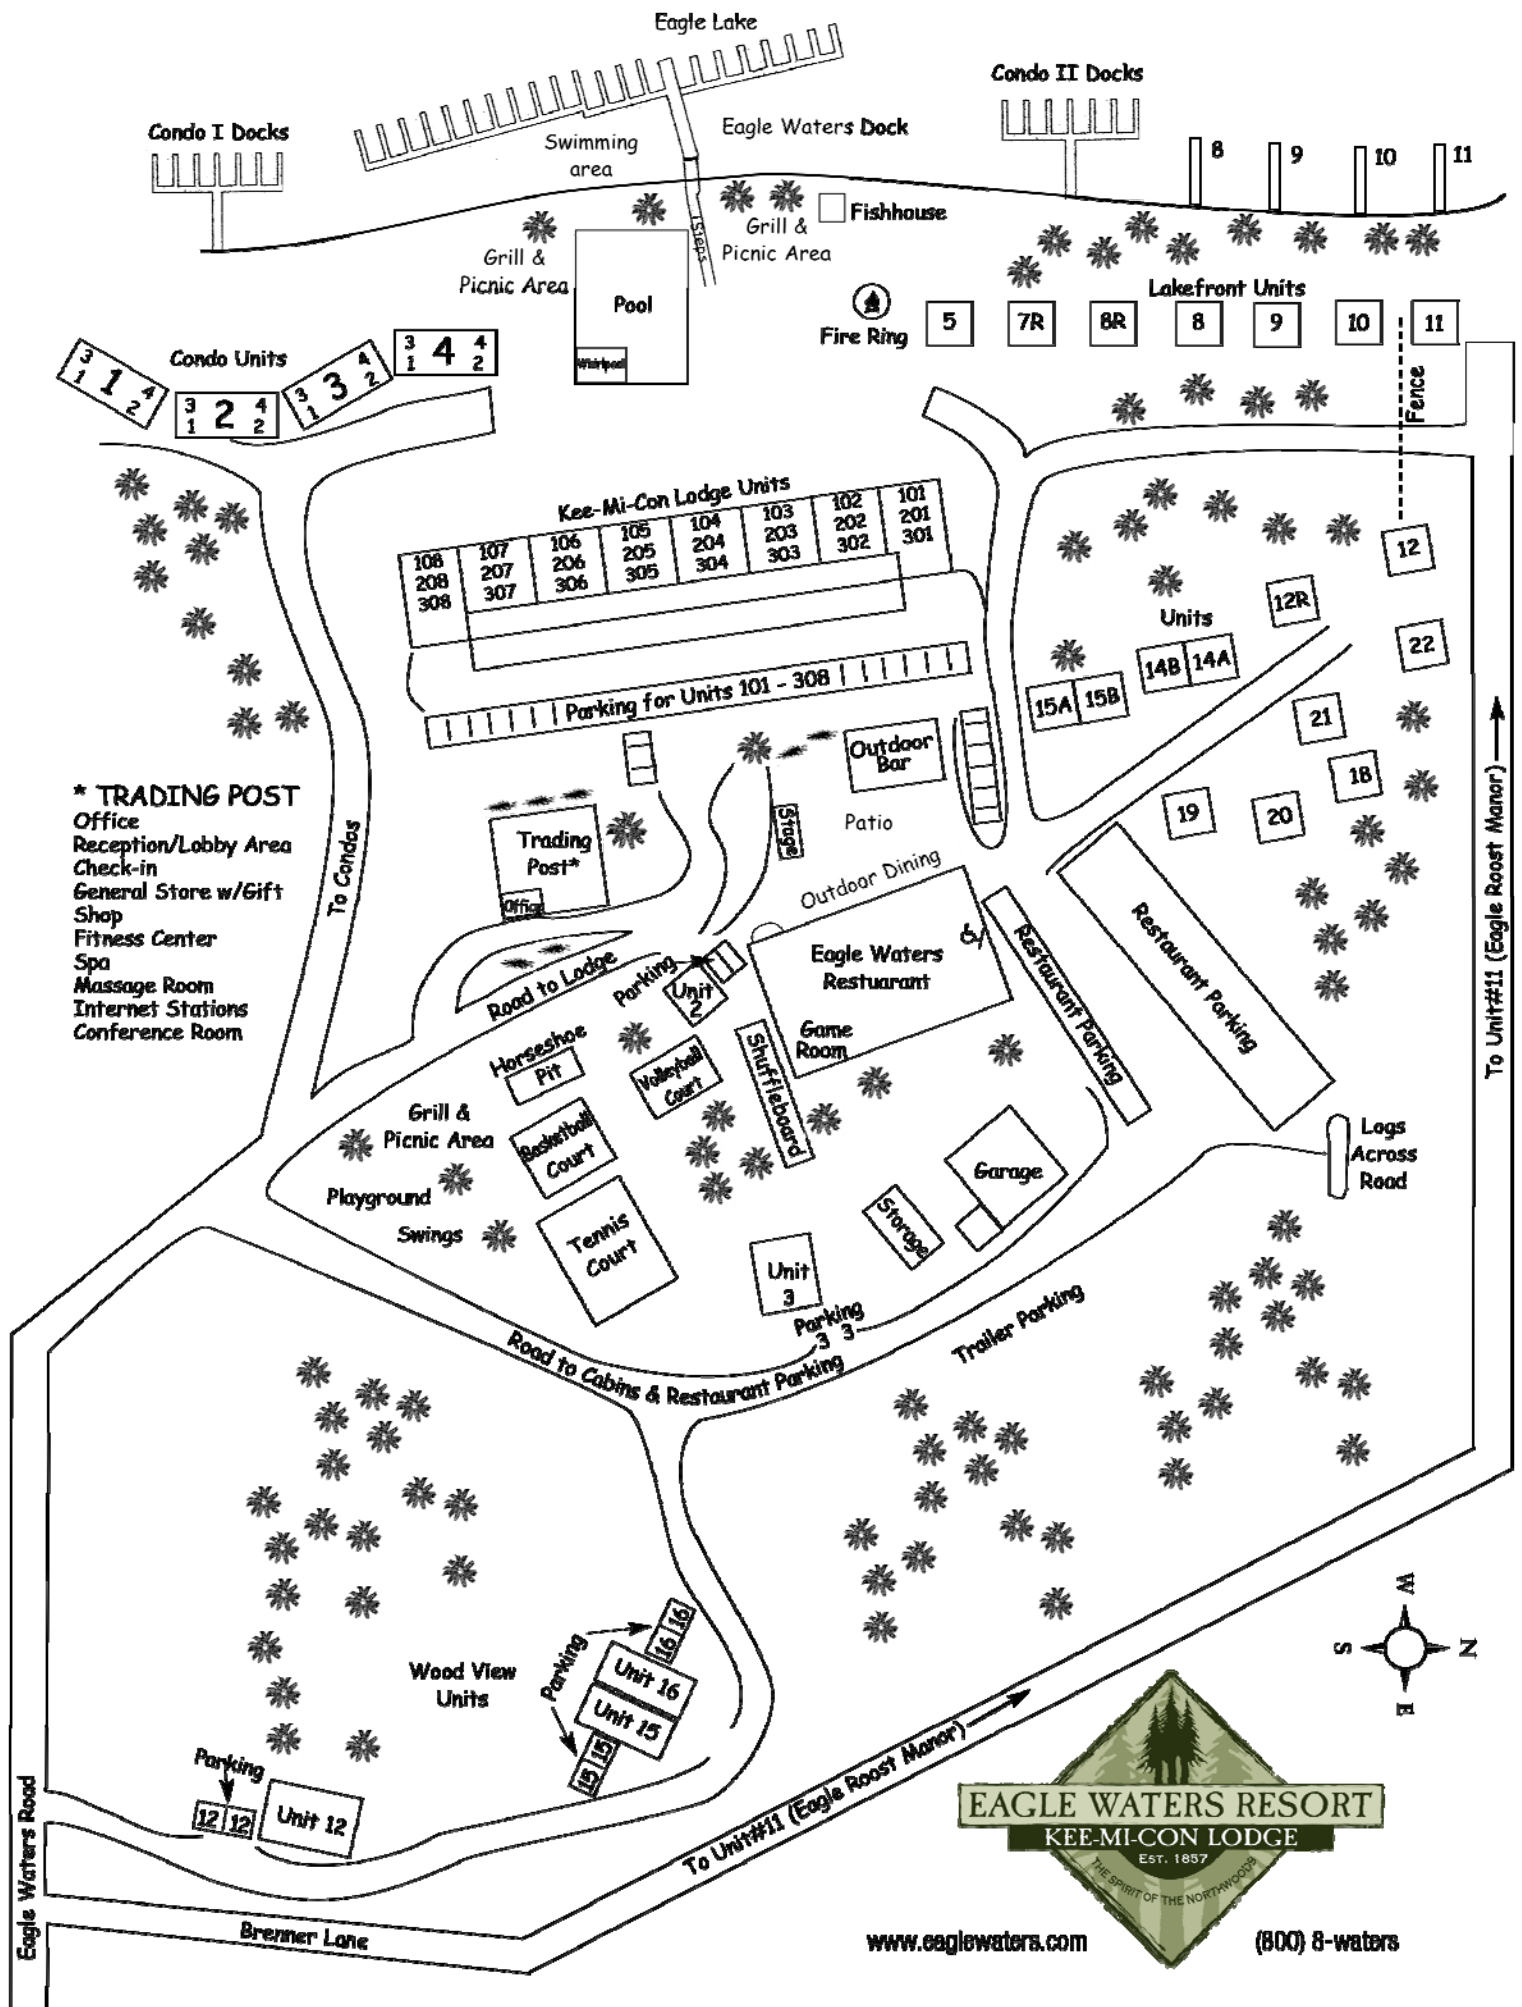 Eagle Lake
Condo II Docks
Condo I Docks
Swimming
area
Eagle Waters Dock
8
9
10
11
Fishhouse
Steps
Grill &
Picnic Area
Grill &
Picnic Area
Pool
Whirlpool
Fire Ring
Lakefront Units
5
7R
8R
8
9
10
11
Fence
Condo Units
3 1 4
1 2
3 2 4
1 2
3 3 4
1 2
3 4 4
1 2
Kee-Mi-Con Lodge Units
108 107 106 105 104 103 102 101
208 207 206 205 204 203 202 201
308 307 306 305 304 303 302 301
Parking for Units 101 - 308
12
12R
Units
22
14B 14A
15A 15B
21
18
19
20
Outdoor
Bar
Patio
Stage
Outdoor Dining
Trading
Post*
Office
* TRADING POST
Office
Reception/Lobby Area
Check-in
General Store w/Gift
Shop
Fitness Center
Spa
Massage Room
Internet Stations
Conference Room
To Condos
To Unit#11 (Eagle Roost Manor)
Road to Lodge
Parking
Unit
2
Eagle Waters
Restuarant
Game
Room
Restaurant Parking
Restaurant Parking
Horseshoe
Pit
Volleyball
Court
Shuffleboard
Grill &
Picnic Area
Basketball
Court
Playground
Swings
Tennis
Court
Garage
Storage
Logs
Across
Road
Unit
3
Parking
3 3
Trailer Parking
Road to Cabins & Restaurant Parking
Wood View
Units
Parking
16 16
Unit 16
Unit 15
15 15
Parking
12 12
Unit 12
W
S
N
E
To Unit#11 (Eagle Roost Manor)
Eagle Waters Road
Brenner Lane
EAGLE WATERS RESORT
KEE-MI-CON LODGE
EST. 1857
THE SPIRIT OF THE NORTHWOODS
www.eaglewaters.com
(800) 8-waters